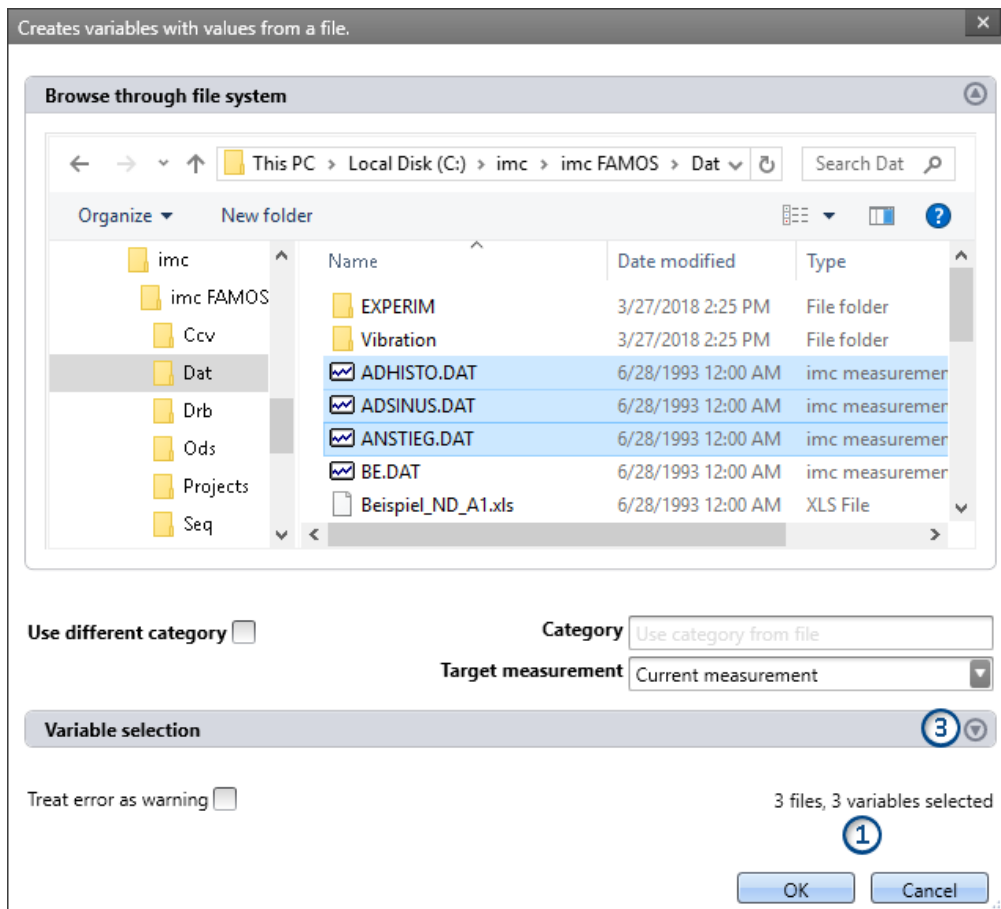 Creates variables with values from a file.
Browse through file system
This PC > Local Disk (C:) > imc > imc FAMOS > Dat
Search Dat
Organize
New folder
imc
imc FAMOS
Ccv
Dat
Drb
Ods
Projects
Seq
Name Date modified Type
EXPERIM 3/27/2018 2:25 PM File folder
Vibration 3/27/2018 2:25 PM File folder
ADHISTO.DAT 6/28/1993 12:00 AM imc measuremer
ADSINUS.DAT 6/28/1993 12:00 AM imc measuremer
ANSTIEG.DAT 6/28/1993 12:00 AM imc measuremer
BE.DAT 6/28/1993 12:00 AM imc measuremer
Beispiel_ND_A1.xls 6/28/1993 12:00 AM XLS File
Use different category
Category Use category from file
Target measurement Current measurement
Variable selection 3
Treat error as warning
3 files, 3 variables selected
1
OK Cancel